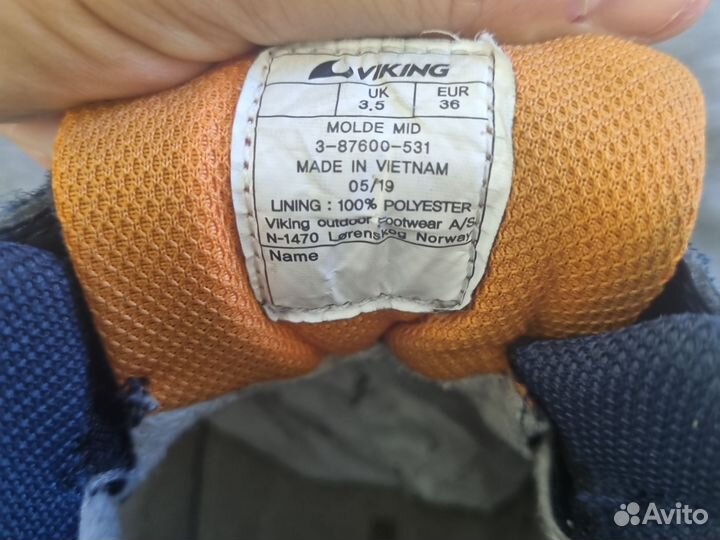 VIKING
UK EUR
3.5 36
MOLDE MID
3-87600-531
MADE IN VIETNAM
05/19
LINING : 100% POLYESTER
Viking outdoor Footwear A/S
N-1470 Lørenskog Norway
Name
Avito